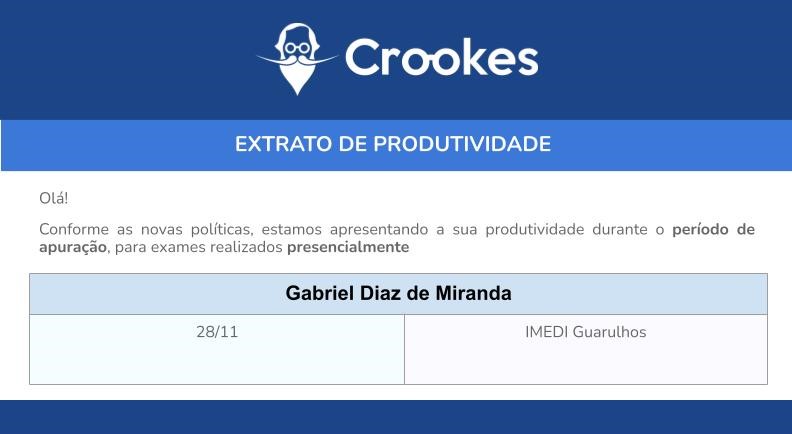 Crookes
EXTRATO DE PRODUTIVIDADE
Olá!
Conforme as novas políticas, estamos apresentando a sua produtividade durante o período de
apuração, para exames realizados presencialmente
Gabriel Diaz de Miranda
28/11 IMEDI Guarulhos